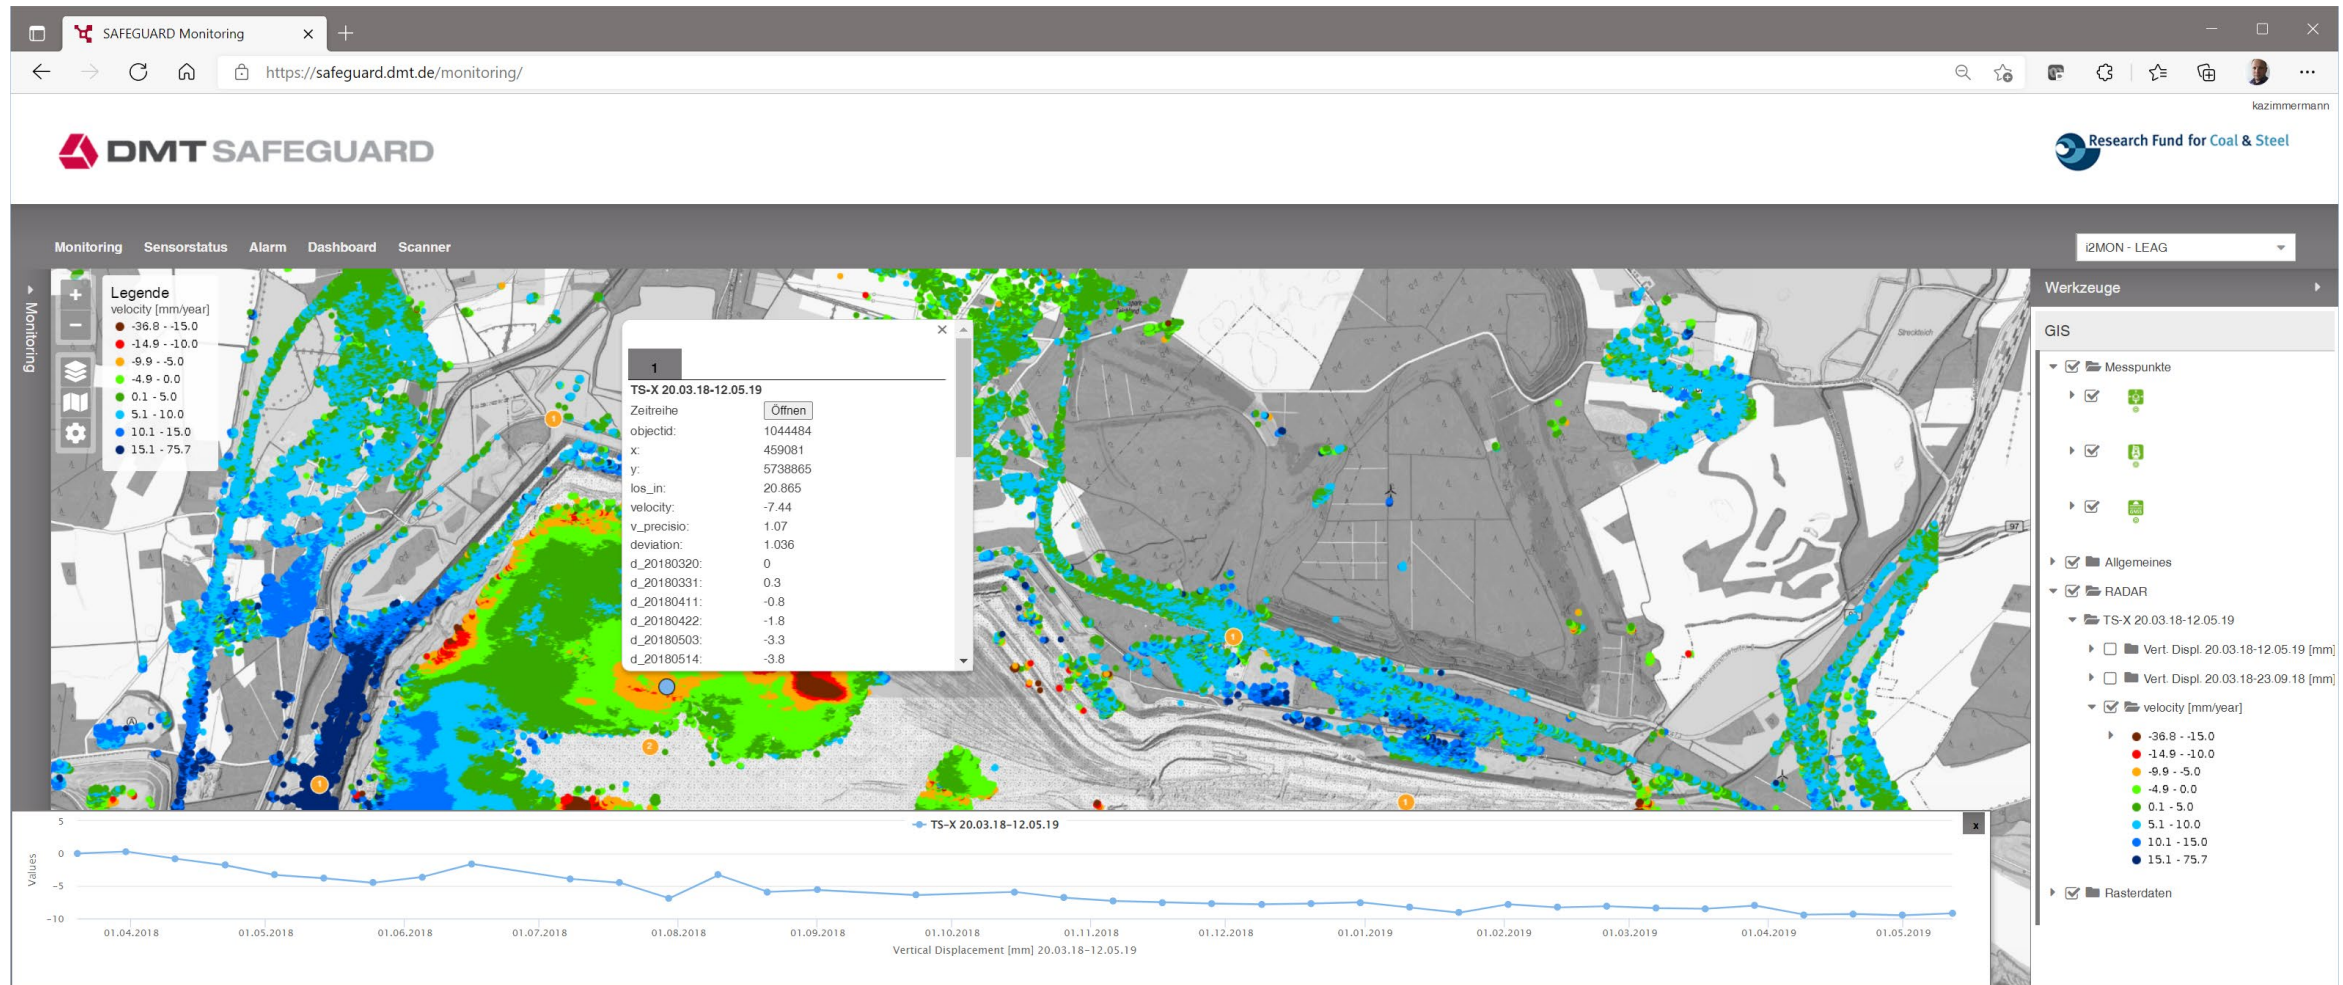 SAFEGUARD Monitoring
https://safeguard.dmt.de/monitoring/
kazimmermann
DMT SAFEGUARD
Research Fund for Coal & Steel
Monitoring Sensorstatus Alarm Dashboard Scanner
i2MON - LEAG
Monitoring
Legende
velocity [mm/year]
-36.8 - -15.0
-14.9 - -10.0
-9.9 - -5.0
-4.9 - 0.0
0.1 - 5.0
5.1 - 10.0
10.1 - 15.0
15.1 - 75.7
1
TS-X 20.03.18-12.05.19
Zeitreihe Öffnen
objectid: 1044484
x: 459081
y: 5738865
los_in: 20.865
velocity: -7.44
v_precisio: 1.07
deviation: 1.036
d_20180320: 0
d_20180331: 0.3
d_20180411: -0.8
d_20180422: -1.8
d_20180503: -3.3
d_20180514: -3.8
1
1
2
1
1
Streckteich
97
Werkzeuge
GIS
Messpunkte
Allgemeines
RADAR
TS-X 20.03.18-12.05.19
Vert. Displ. 20.03.18-12.05.19 [mm]
Vert. Displ. 20.03.18-23.09.18 [mm]
velocity [mm/year]
-36.8 - -15.0
-14.9 - -10.0
-9.9 - -5.0
-4.9 - 0.0
0.1 - 5.0
5.1 - 10.0
10.1 - 15.0
15.1 - 75.7
Rasterdaten
TS-X 20.03.18-12.05.19
x
Values
5
0
-5
-10
01.04.2018 01.05.2018 01.06.2018 01.07.2018 01.08.2018 01.09.2018 01.10.2018 01.11.2018 01.12.2018 01.01.2019 01.02.2019 01.03.2019 01.04.2019 01.05.2019
Vertical Displacement [mm] 20.03.18-12.05.19